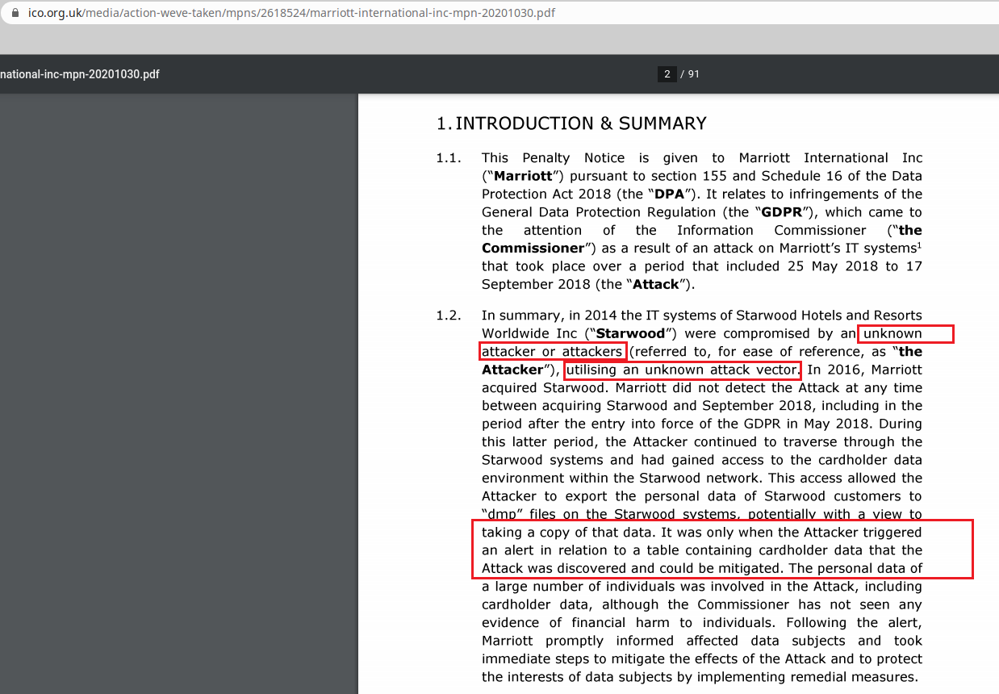 ico.org.uk/media/action-weve-taken/mpns/2618524/marriott-international-inc-mpn-20201030.pdf
national-inc-mpn-20201030.pdf
2 / 91
1. INTRODUCTION & SUMMARY
1.1. This Penalty Notice is given to Marriott International Inc
(“Marriott”) pursuant to section 155 and Schedule 16 of the Data
Protection Act 2018 (the “DPA”). It relates to infringements of the
General Data Protection Regulation (the “GDPR”), which came to
the attention of the Information Commissioner (“the
Commissioner”) as a result of an attack on Marriott’s IT systems¹
that took place over a period that included 25 May 2018 to 17
September 2018 (the “Attack”).
1.2. In summary, in 2014 the IT systems of Starwood Hotels and Resorts
Worldwide Inc (“Starwood”) were compromised by an unknown
attacker or attackers (referred to, for ease of reference, as “the
Attacker”), utilising an unknown attack vector. In 2016, Marriott
acquired Starwood. Marriott did not detect the Attack at any time
between acquiring Starwood and September 2018, including in the
period after the entry into force of the GDPR in May 2018. During
this latter period, the Attacker continued to traverse through the
Starwood systems and had gained access to the cardholder data
environment within the Starwood network. This access allowed the
Attacker to export the personal data of Starwood customers to
“dmp” files on the Starwood systems, potentially with a view to
taking a copy of that data. It was only when the Attacker triggered
an alert in relation to a table containing cardholder data that the
Attack was discovered and could be mitigated. The personal data of
a large number of individuals was involved in the Attack, including
cardholder data, although the Commissioner has not seen any
evidence of financial harm to individuals. Following the alert,
Marriott promptly informed affected data subjects and took
immediate steps to mitigate the effects of the Attack and to protect
the interests of data subjects by implementing remedial measures.